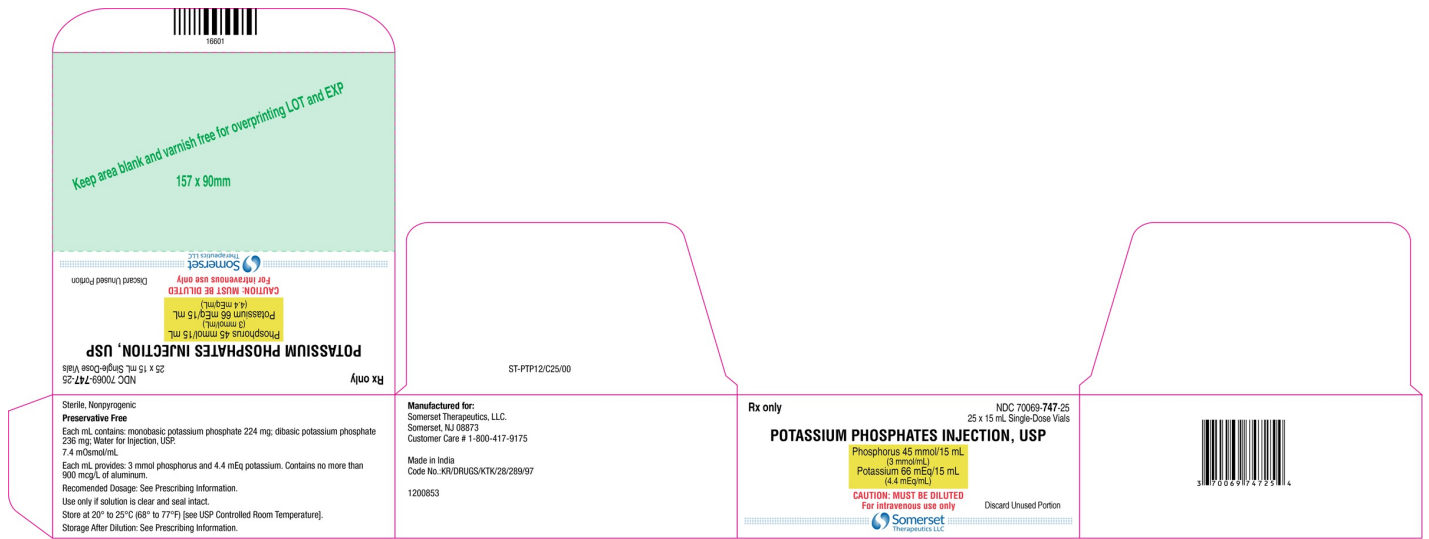 16601
Keep area blank and varnish free for overprinting LOT and EXP
157 x 90mm
Rx only
NDC 70069-747-25
25 x 15 mL Single-Dose Vials
POTASSIUM PHOSPHATES INJECTION, USP
Phosphorus 45 mmol/15 mL
(3 mmol/mL)
Potassium 66 mEq/15 mL
(4.4 mEq/mL)
CAUTION: MUST BE DILUTED
For intravenous use only
Discard Unused Portion
Somerset
Therapeutics LLC
Sterile, Nonpyrogenic
Preservative Free
Each mL contains: monobasic potassium phosphate 224 mg; dibasic potassium phosphate
236 mg; Water for Injection, USP.
7.4 mOsmol/mL
Each mL provides: 3 mmol phosphorus and 4.4 mEq potassium. Contains no more than
900 mcg/L of aluminum.
Recomended Dosage: See Prescribing Information.
Use only if solution is clear and seal intact.
Store at 20° to 25°C (68° to 77°F) [see USP Controlled Room Temperature].
Storage After Dilution: See Prescribing Information.
ST-PTP12/C25/00
Manufactured for:
Somerset Therapeutics, LLC.
Somerset, NJ 08873
Customer Care # 1-800-417-9175
Made in India
Code No.:KR/DRUGS/KTK/28/289/97
1200853
Rx only
NDC 70069-747-25
25 x 15 mL Single-Dose Vials
POTASSIUM PHOSPHATES INJECTION, USP
Phosphorus 45 mmol/15 mL
(3 mmol/mL)
Potassium 66 mEq/15 mL
(4.4 mEq/mL)
CAUTION: MUST BE DILUTED
For intravenous use only
Discard Unused Portion
Somerset
Therapeutics LLC
3 70069 74725 4